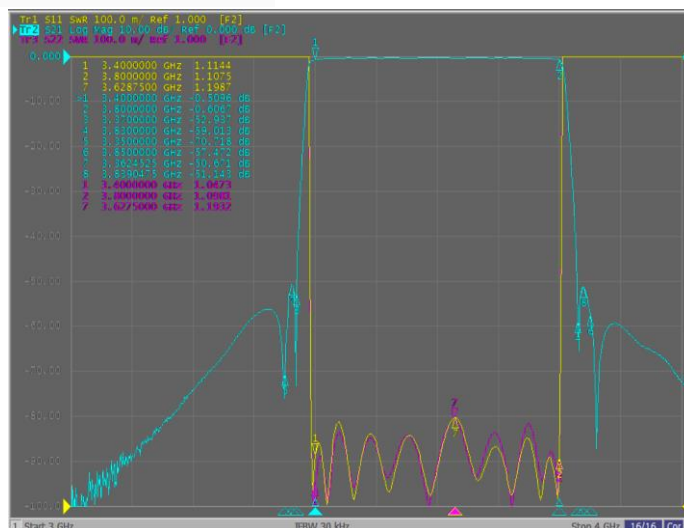 Tr1 S11 SWR 100.0 m/ Ref 1.000 [F2]
Tr2 S21 Log Mag 10.00 dB/ Ref 0.000 dB [F2]
Tr3 S22 SWR 100.0 m/ Ref 1.000 [F2]
0.000
-10.00
-20.00
-30.00
-40.00
-50.00
-60.00
-70.00
-80.00
-90.00
-100.0
1 3.4000000 GHz 1.1144
2 3.8000000 GHz 1.1075
7 3.6287500 GHz 1.1987
>1 3.4000000 GHz -0.5096 dB
2 3.8000000 GHz -0.6067 dB
3 3.3700000 GHz -52.937 dB
4 3.8300000 GHz -59.013 dB
5 3.3500000 GHz -70.718 dB
6 3.8500000 GHz -57.472 dB
7 3.3624525 GHz -50.671 dB
8 3.8390475 GHz -51.143 dB
1 3.4000000 GHz
2 3.8000000 GHz
7 3.6275000 GHz 1.1932
1
1
7
1 Start 3 GHz
IFBW 30 kHz
Stop 4 GHz
16/16
Cor